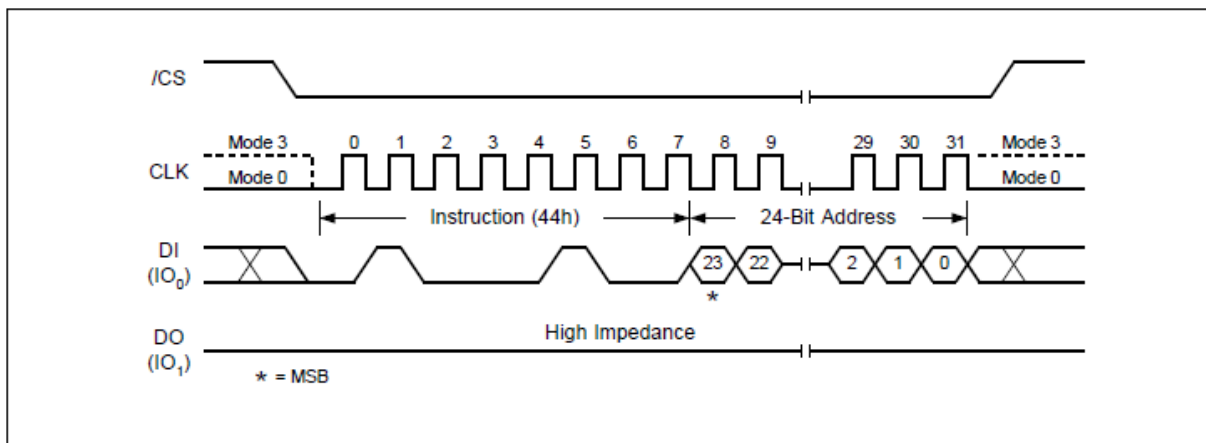 /CS
Mode 3 0 1 2 3 4 5 6 7 8 9 29 30 31 Mode 3
CLK Mode 0 Mode 0
Instruction (44h) 24-Bit Address
DI
(IO0) 23 22 2 1 0
*
DO High Impedance
(IO1)
* = MSB